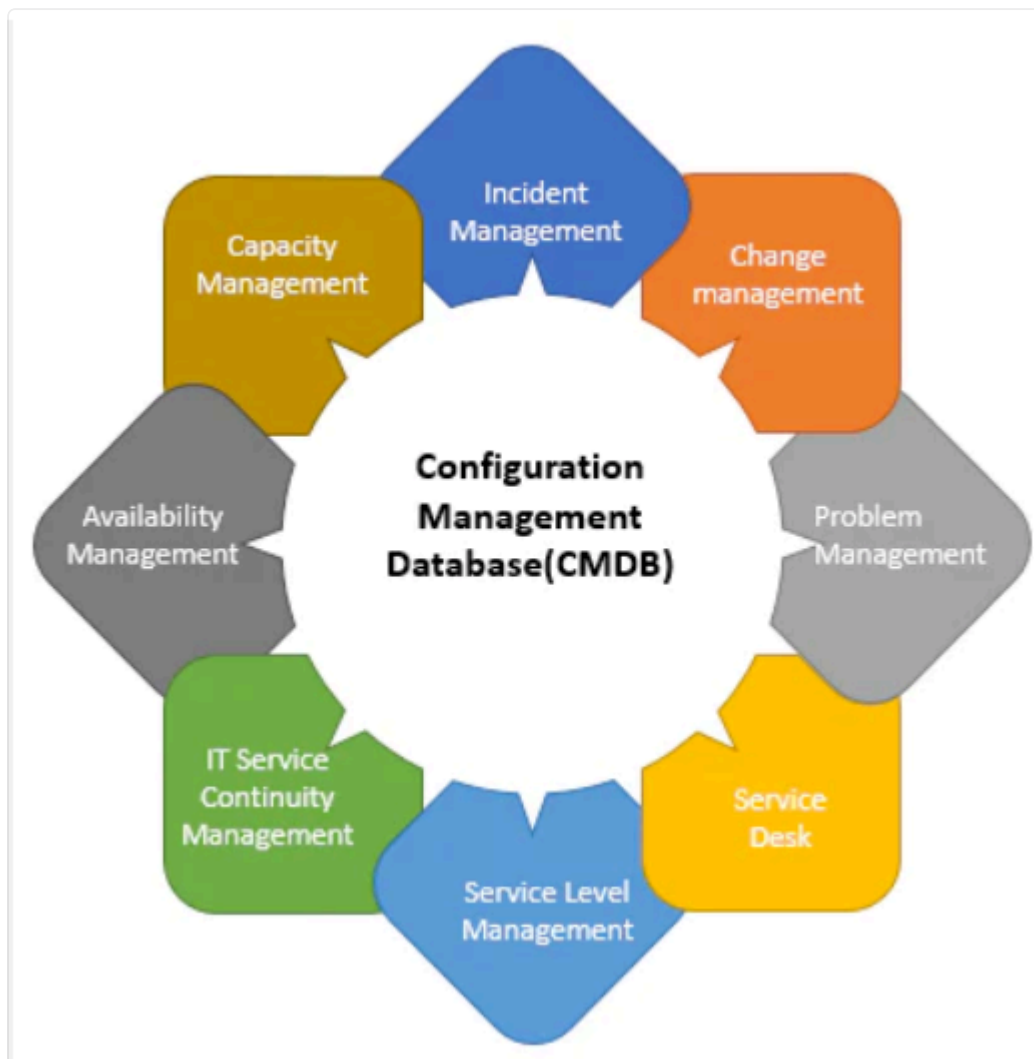 Incident
Management
Change
management
Problem
Management
Service
Desk
Service Level
Management
IT Service
Continuity
Management
Availability
Management
Capacity
Management
Configuration
Management
Database(CMDB)